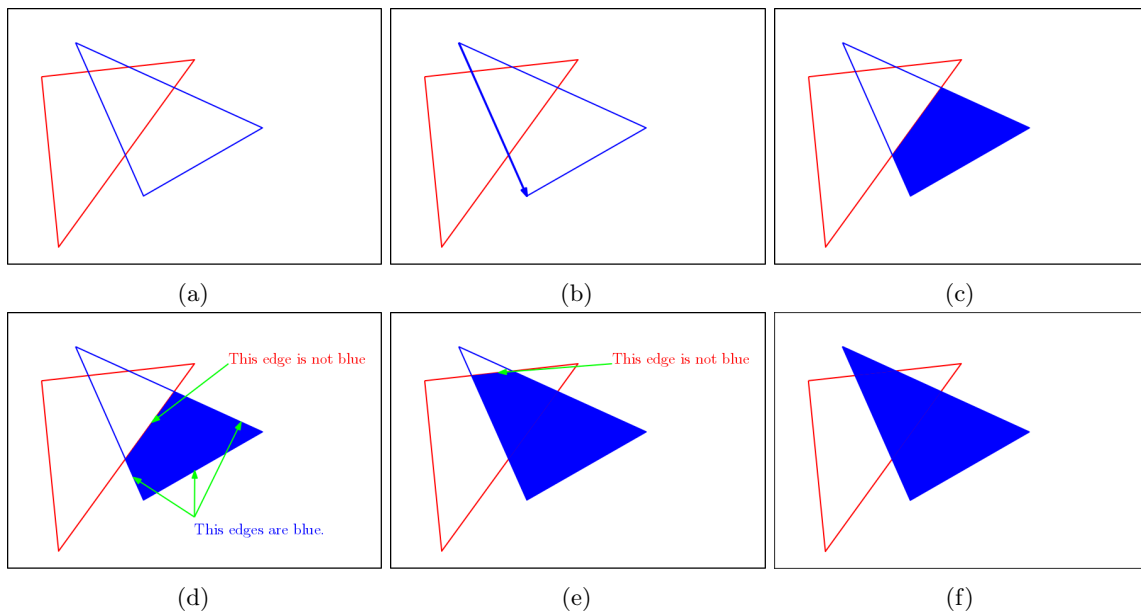 (a)
(b)
(c)
This edge is not blue
This edges are blue.
This edge is not blue
(d)
(e)
(f)